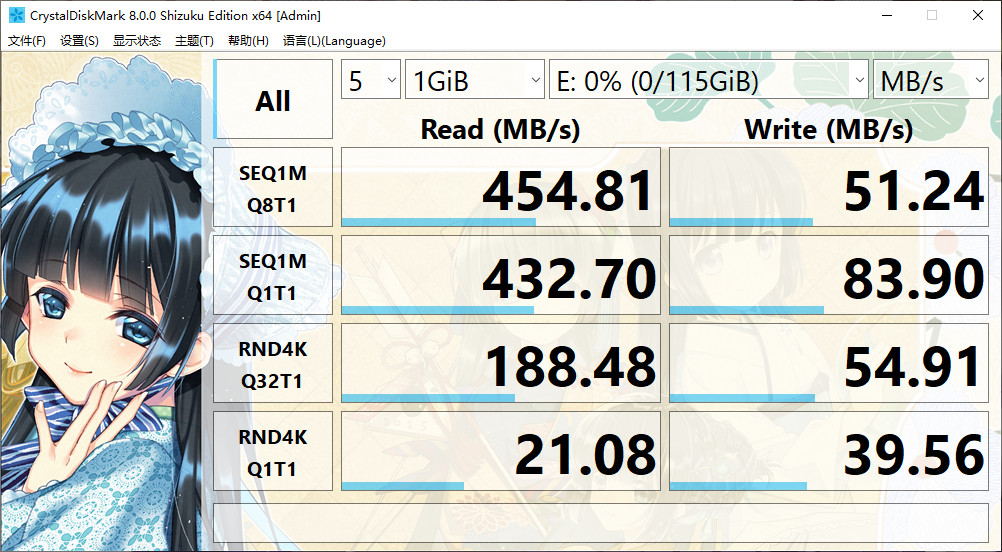 CrystalDiskMark 8.0.0 Shizuku Edition x64 [Admin]
文件(F) 设置(S) 显示状态 主题(T) 帮助(H) 语言(L)(Language)
All 5 1GiB E: 0% (0/115GiB) MB/s
Read (MB/s) Write (MB/s)
SEQ1M
Q8T1
454.81 51.24
SEQ1M
Q1T1
432.70 83.90
RND4K
Q32T1
188.48 54.91
RND4K
Q1T1
21.08 39.56